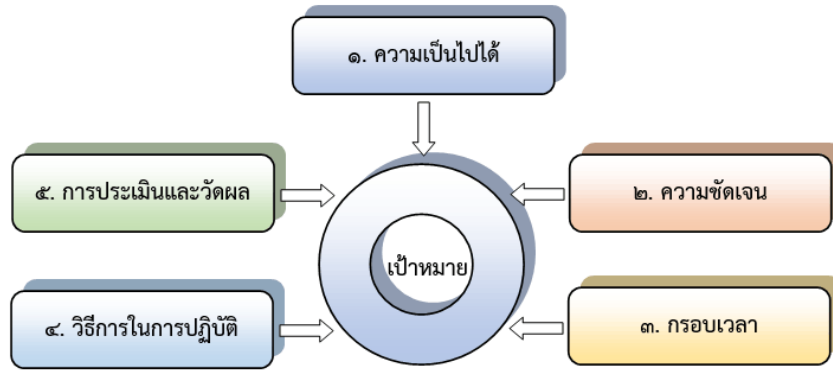 ๑. ความเป็นไปได้
๒. ความชัดเจน
๓. กรอบเวลา
๔. วิธีการในการปฏิบัติ
๕. การประเมินและวัดผล
เป้าหมาย